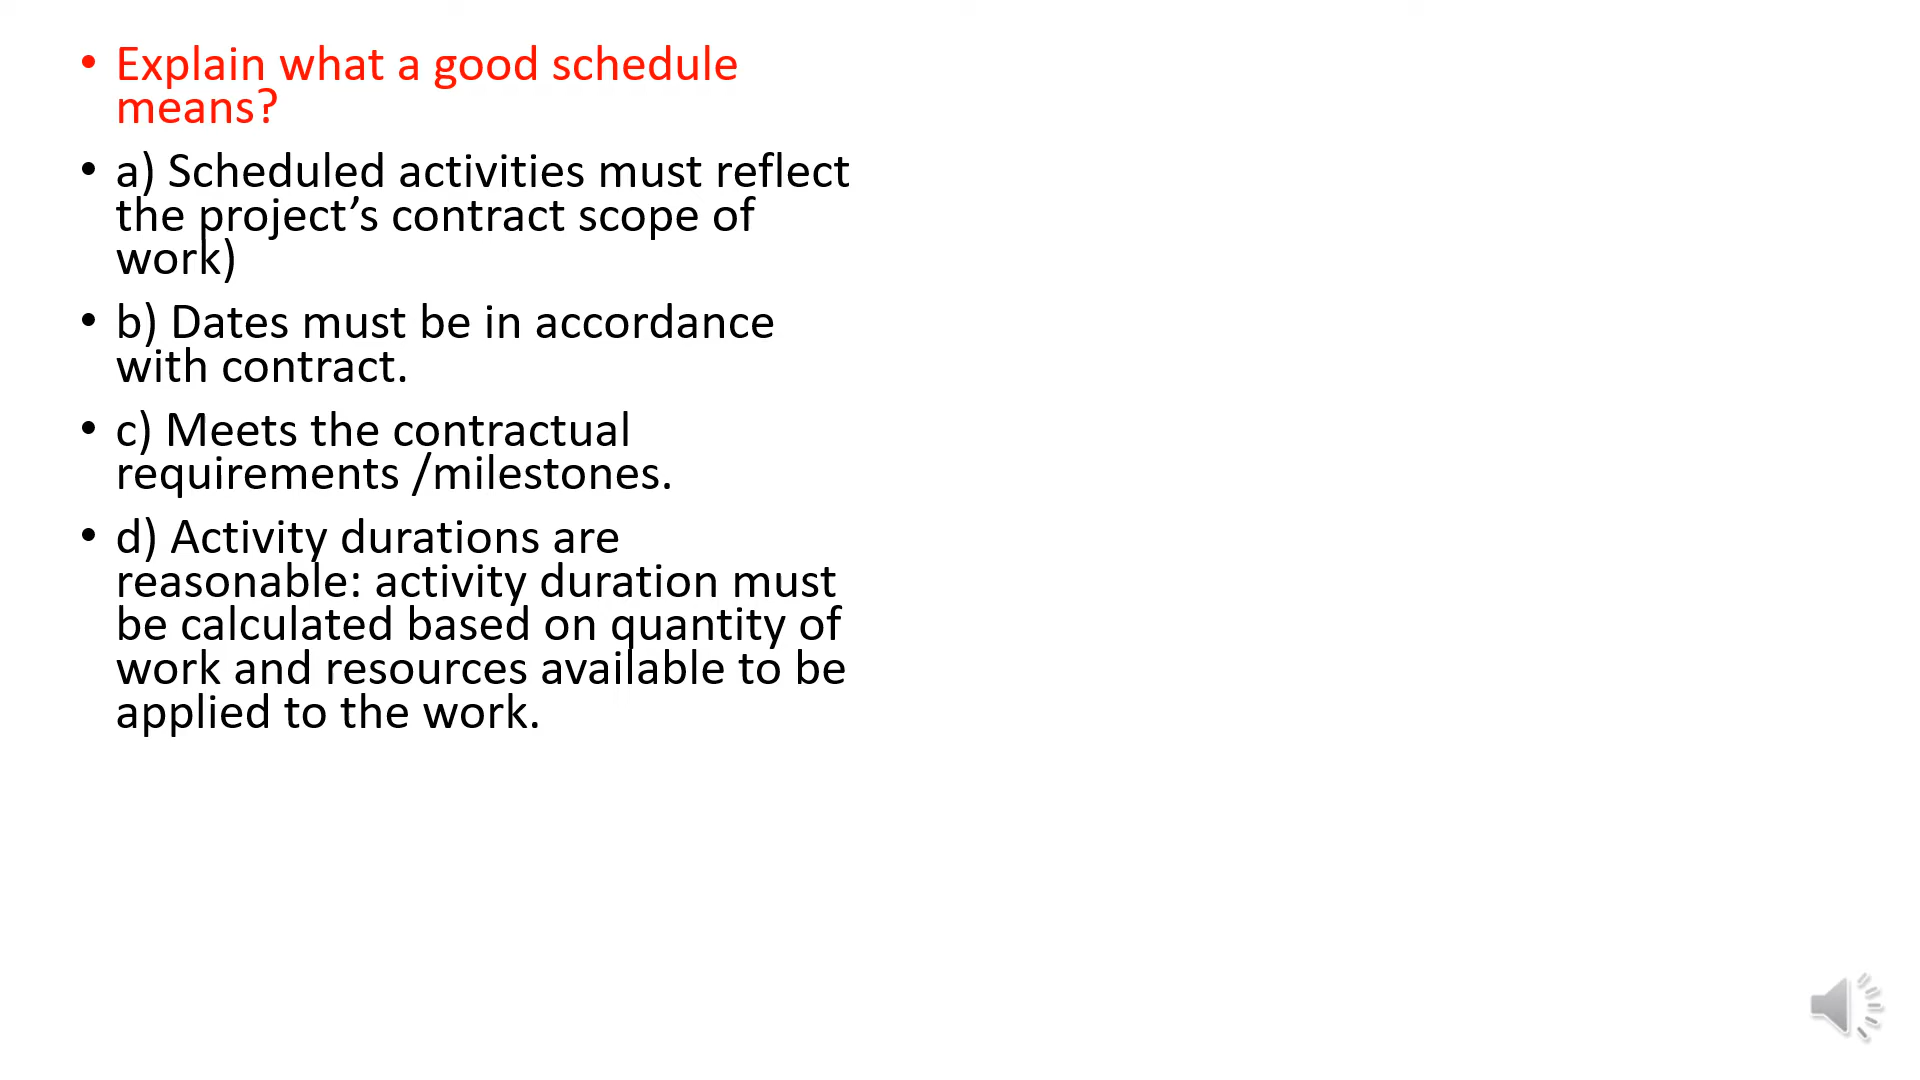 • Explain what a good schedule
means?
• a) Scheduled activities must reflect
the project’s contract scope of
work)
• b) Dates must be in accordance
with contract.
• c) Meets the contractual
requirements /milestones.
• d) Activity durations are
reasonable: activity duration must
be calculated based on quantity of
work and resources available to be
applied to the work.